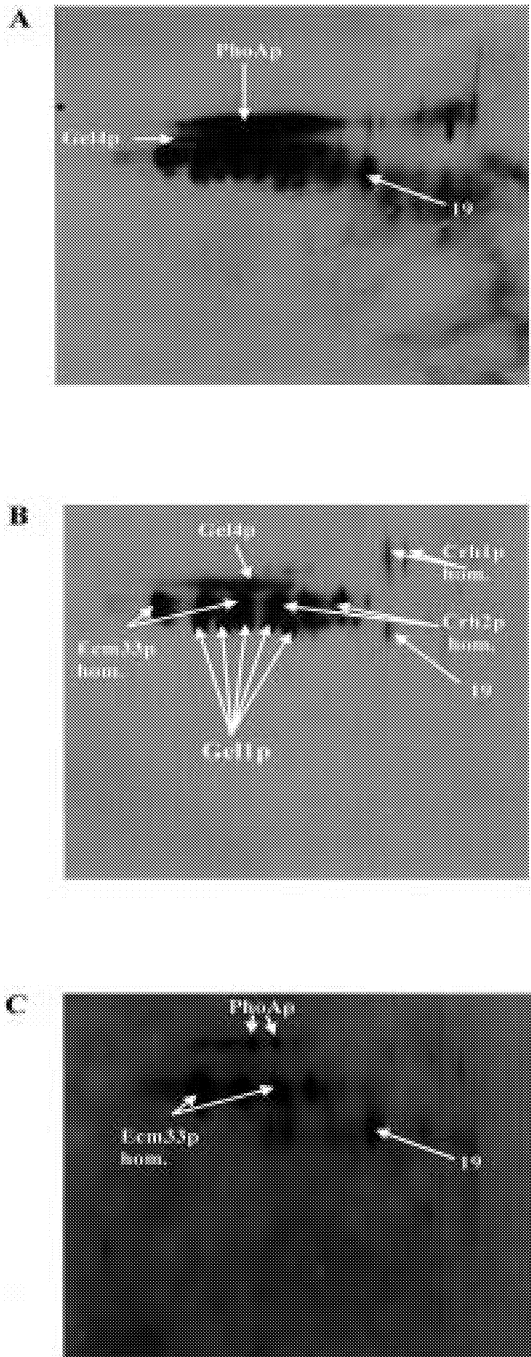 A
PhoAp
Gel4p
19
B
Gel4p
Crh1p
hom.
Ecm33p
hom.
Crh2p
hom.
19
Gel1p
C
PhoAp
Ecm33p
hom.
19